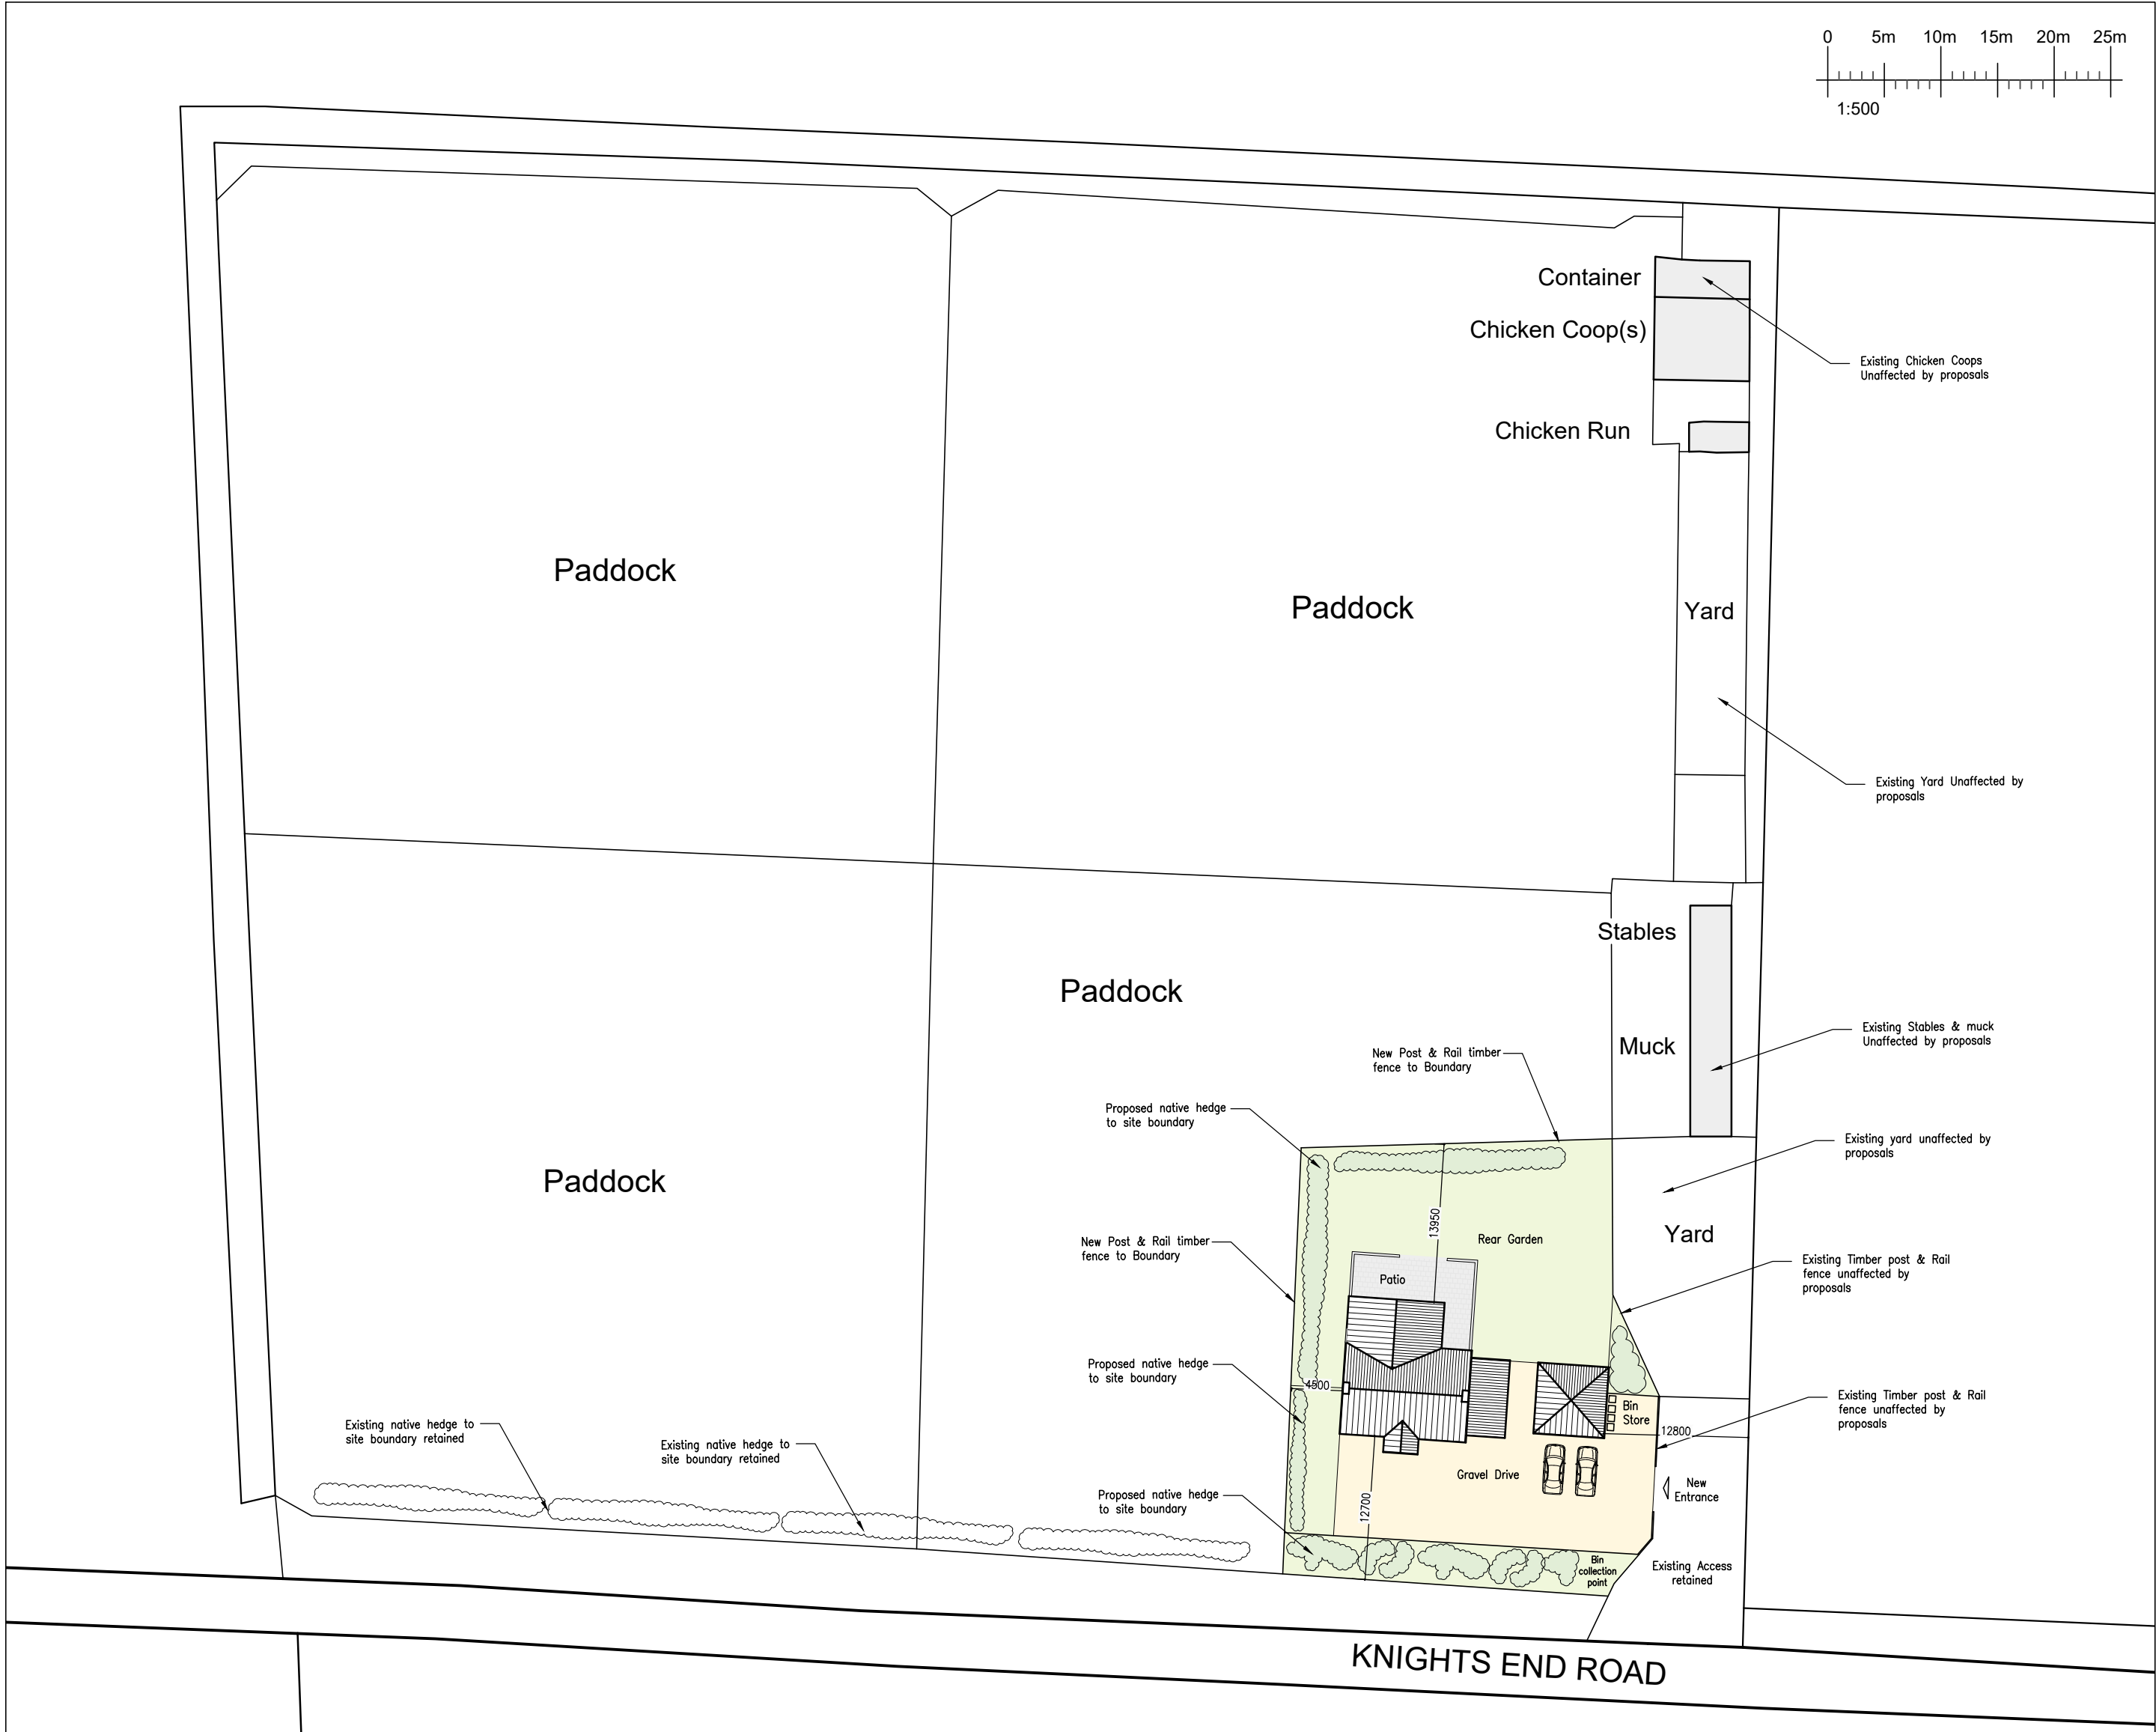 0 5m 10m 15m 20m 25m
1:500
Container
Chicken Coop(s)
Existing Chicken Coops
Unaffected by proposals
Chicken Run
Paddock
Paddock
Yard
Existing Yard Unaffected by
proposals
Stables
Paddock
Muck
Existing Stables & muck
Unaffected by proposals
New Post & Rail timber
fence to Boundary
Proposed native hedge
to site boundary
Existing yard unaffected by
proposals
Paddock
13950
Rear Garden
Yard
New Post & Rail timber
fence to Boundary
Existing Timber post & Rail
fence unaffected by
proposals
Patio
Proposed native hedge
to site boundary
4500
Existing Timber post & Rail
fence unaffected by
proposals
Bin
Store
12800
Existing native hedge to
site boundary retained
Existing native hedge to
site boundary retained
Gravel Drive
New
Entrance
Proposed native hedge
to site boundary
12700
Bin
collection
point
Existing Access
retained
KNIGHTS END ROAD